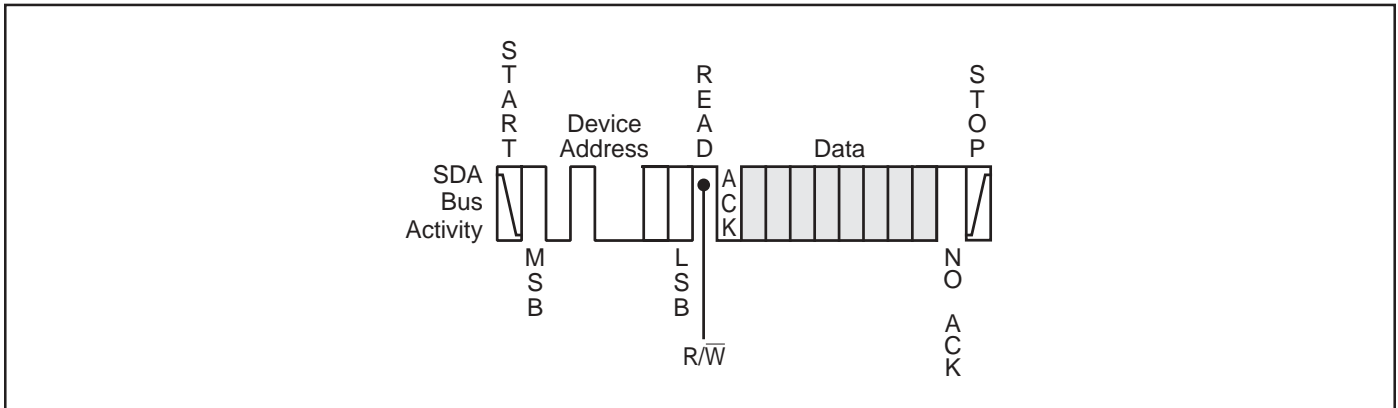 START
Device
Address
READ
Data
STOP
SDA
Bus
Activity
ACK
MSB
LSB
NO ACK
R/W̅